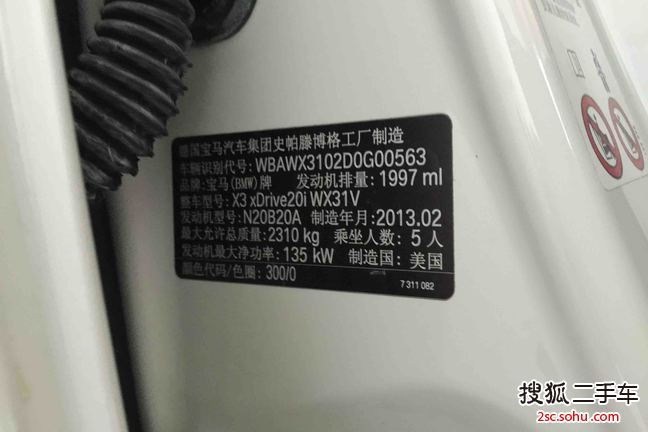 德国宝马汽车集团史帕滕博格工厂制造
车辆识别代号: WBAWX3102D0G00563
品牌: 宝马(BMW)牌 发动机排量: 1997 ml
整车型号: X3 xDrive20i WX31V
发动机型号: N20B20A 制造年月: 2013.02
最大允许总质量: 2310 kg 乘坐人数: 5 人
发动机最大净功率: 135 kW 制造国: 美国
颜色代码/色圈: 300/0
7 311 082
搜狐二手车
2sc.sohu.com